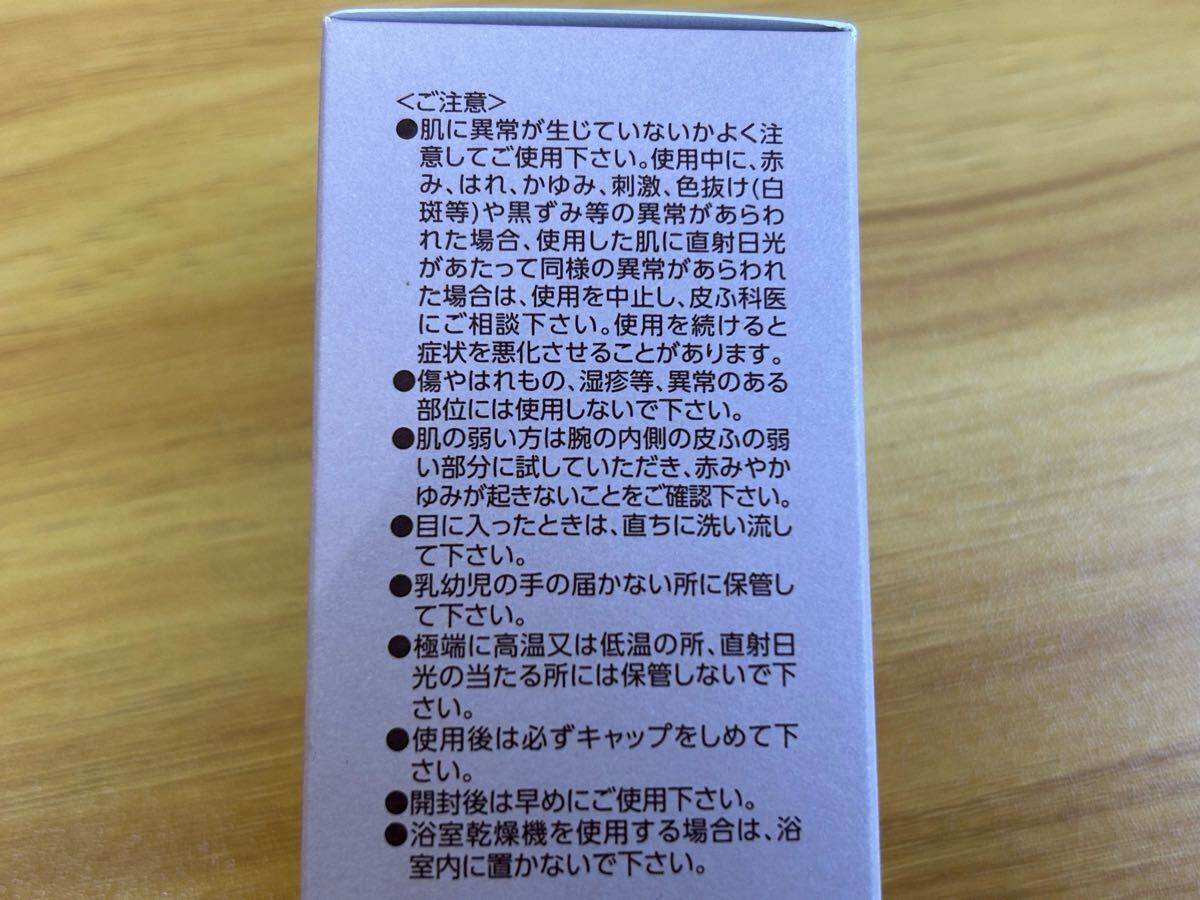 ＜ご注意＞
●肌に異常が生じていないかよく注
意してご使用下さい。使用中に、赤
み、はれ、かゆみ、刺激、色抜け(白
斑等)や黒ずみ等の異常があらわ
れた場合、使用した肌に直射日光
があたって同様の異常があらわれ
た場合は、使用を中止し、皮ふ科医
にご相談下さい。使用を続けると
症状を悪化させることがあります。
●傷やはれもの、湿疹等、異常のある
部位には使用しないで下さい。
●肌の弱い方は腕の内側の皮ふの弱
い部分に試していただき、赤みやか
ゆみが起きないことをご確認下さい。
●目に入ったときは、直ちに洗い流し
て下さい。
●乳幼児の手の届かない所に保管し
て下さい。
●極端に高温又は低温の所、直射日
光の当たる所には保管しないで下
さい。
●使用後は必ずキャップをしめて下
さい。
●開封後は早めにご使用下さい。
●浴室乾燥機を使用する場合は、浴
室内に置かないで下さい。